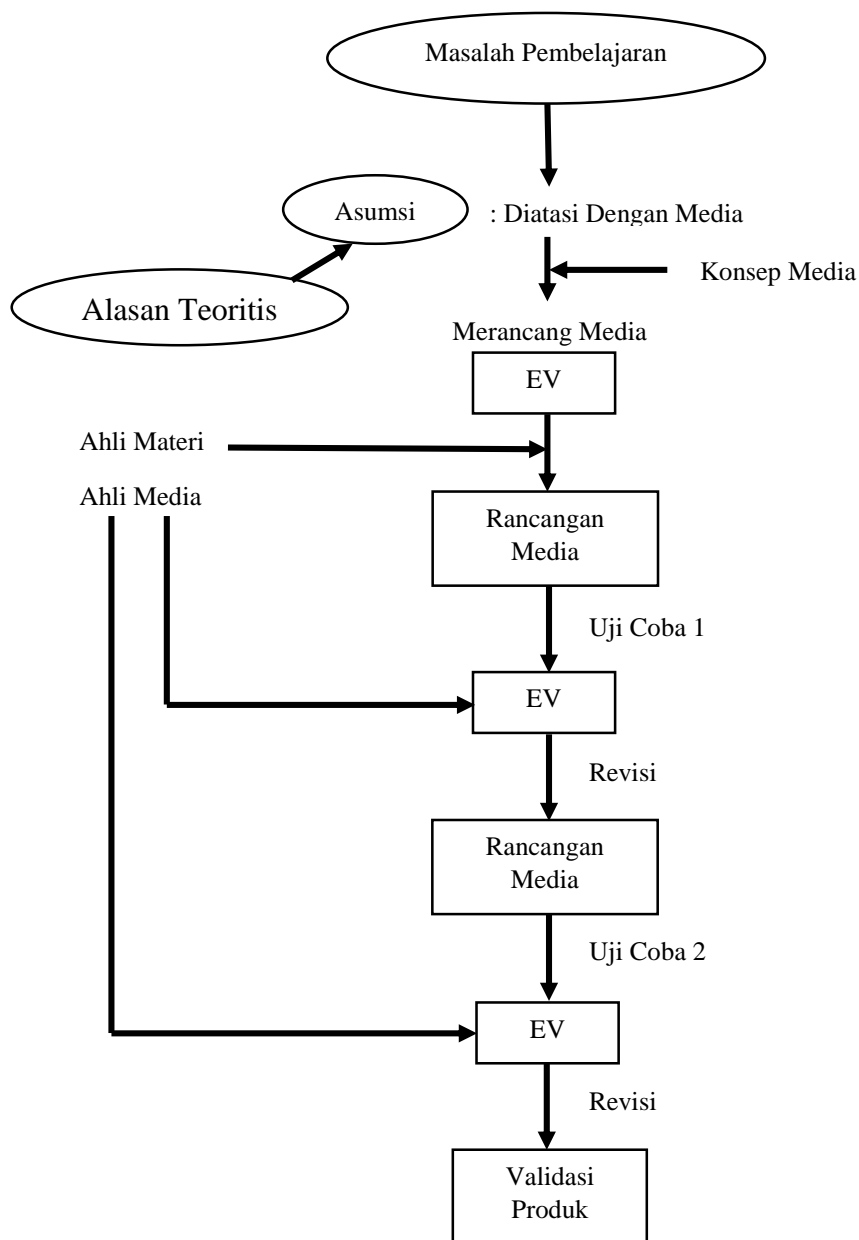 Masalah Pembelajaran
Asumsi
: Diatasi Dengan Media
Konsep Media
Alasan Teoritis
Merancang Media
EV
Ahli Materi
Ahli Media
Rancangan
Media
Uji Coba 1
EV
Revisi
Rancangan
Media
Uji Coba 2
EV
Revisi
Validasi
Produk